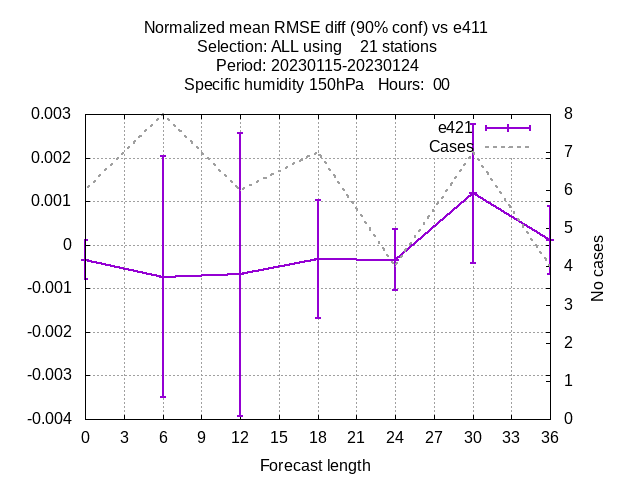 Normalized mean RMSE diff (90% conf) vs e411
Selection: ALL using    21 stations
Period: 20230115-20230124
Specific humidity 150hPa   Hours:  00
e421
Cases
0.003
0.002
0.001
0
-0.001
-0.002
-0.003
-0.004
8
7
6
5
4
3
2
1
0
No cases
0 3 6 9 12 15 18 21 24 27 30 33 36
Forecast length